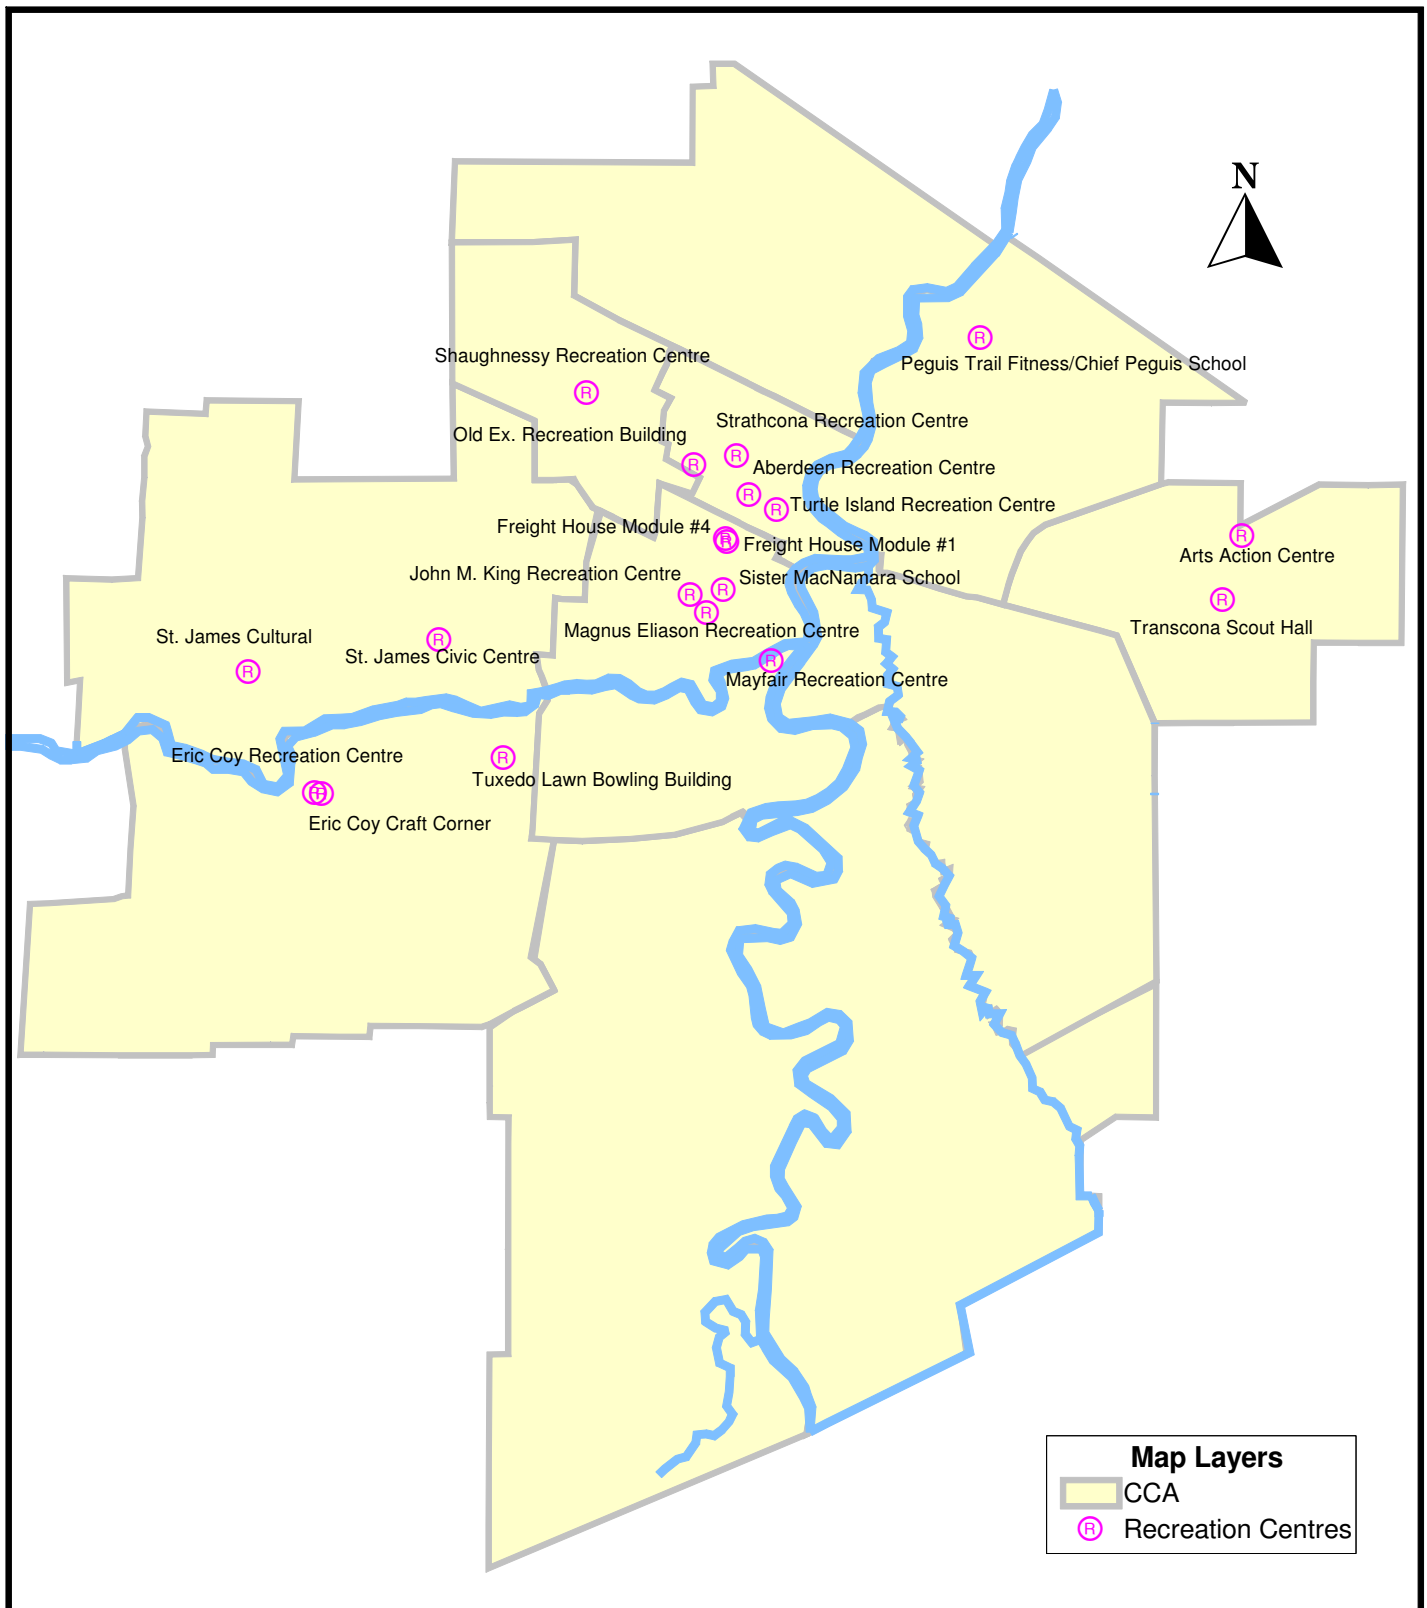 N
Shaughnessy Recreation Centre
R
R
Peguis Trail Fitness/Chief Peguis School
Strathcona Recreation Centre
Old Ex. Recreation Building
R
R
Aberdeen Recreation Centre
R
R
Turtle Island Recreation Centre
Freight House Module #4
R
R
Freight House Module #1
R
Arts Action Centre
John M. King Recreation Centre
R
R
Sister MacNamara School
R
R
Transcona Scout Hall
Magnus Eliason Recreation Centre
St. James Cultural
R
R
St. James Civic Centre
R
Mayfair Recreation Centre
Eric Coy Recreation Centre
R
Tuxedo Lawn Bowling Building
R
R
Eric Coy Craft Corner
Map Layers
CCA
R
Recreation Centres